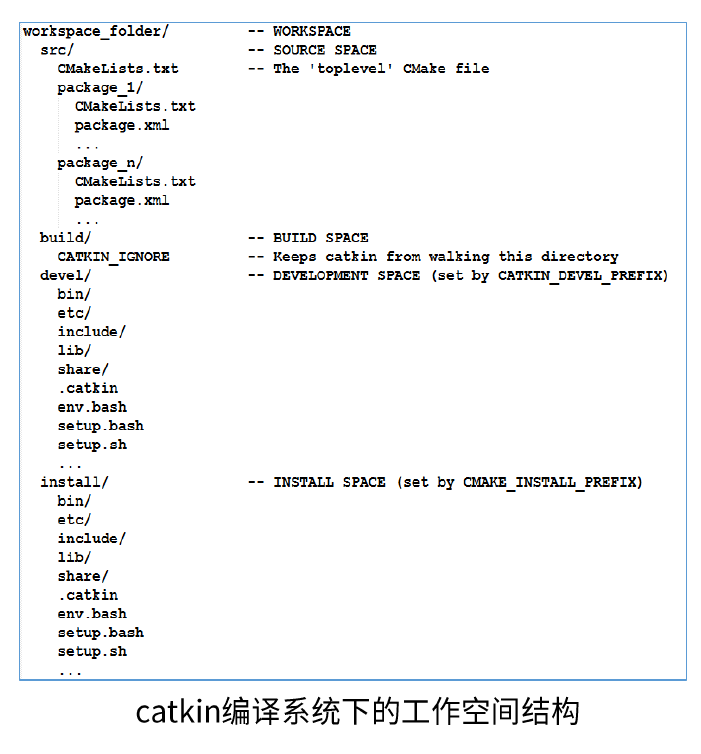 workspace_folder/ -- WORKSPACE
src/ -- SOURCE SPACE
CMakeLists.txt -- The 'toplevel' CMake file
package_1/
CMakeLists.txt
package.xml
...
package_n/
CMakeLists.txt
package.xml
...
build/ -- BUILD SPACE
CATKIN_IGNORE -- Keeps catkin from walking this directory
devel/ -- DEVELOPMENT SPACE (set by CATKIN_DEVEL_PREFIX)
bin/
etc/
include/
lib/
share/
.catkin
env.bash
setup.bash
setup.sh
...
install/ -- INSTALL SPACE (set by CMAKE_INSTALL_PREFIX)
bin/
etc/
include/
lib/
share/
.catkin
env.bash
setup.bash
setup.sh
...
catkin编译系统下的工作空间结构